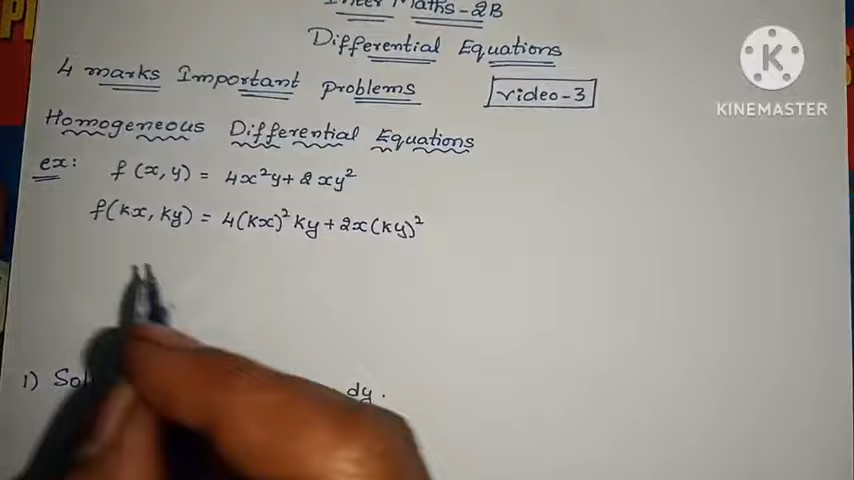 Inter Maths-2B
Differential Equations
4 marks Important Problems
video-3
Homogeneous Differential Equations
ex: f(x,y) = 4x²y+2xy²
f(kx,ky) = 4(kx)²ky+2x(ky)²
1)
dy.
K
KINEMASTER